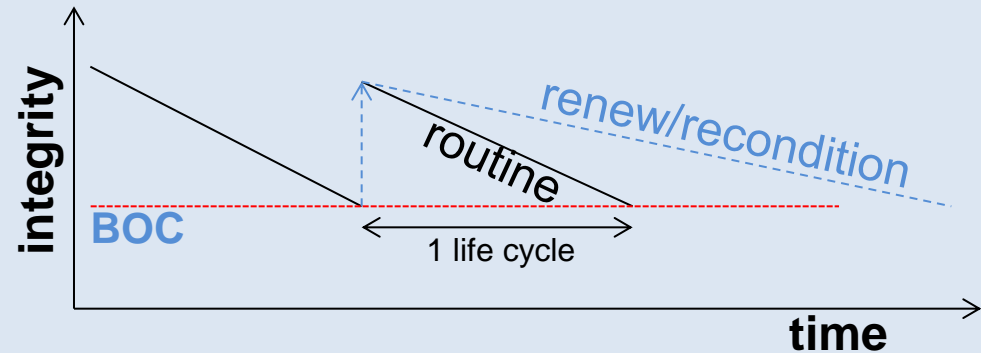 integrity
renew/recondition
routine
BOC
1 life cycle
time